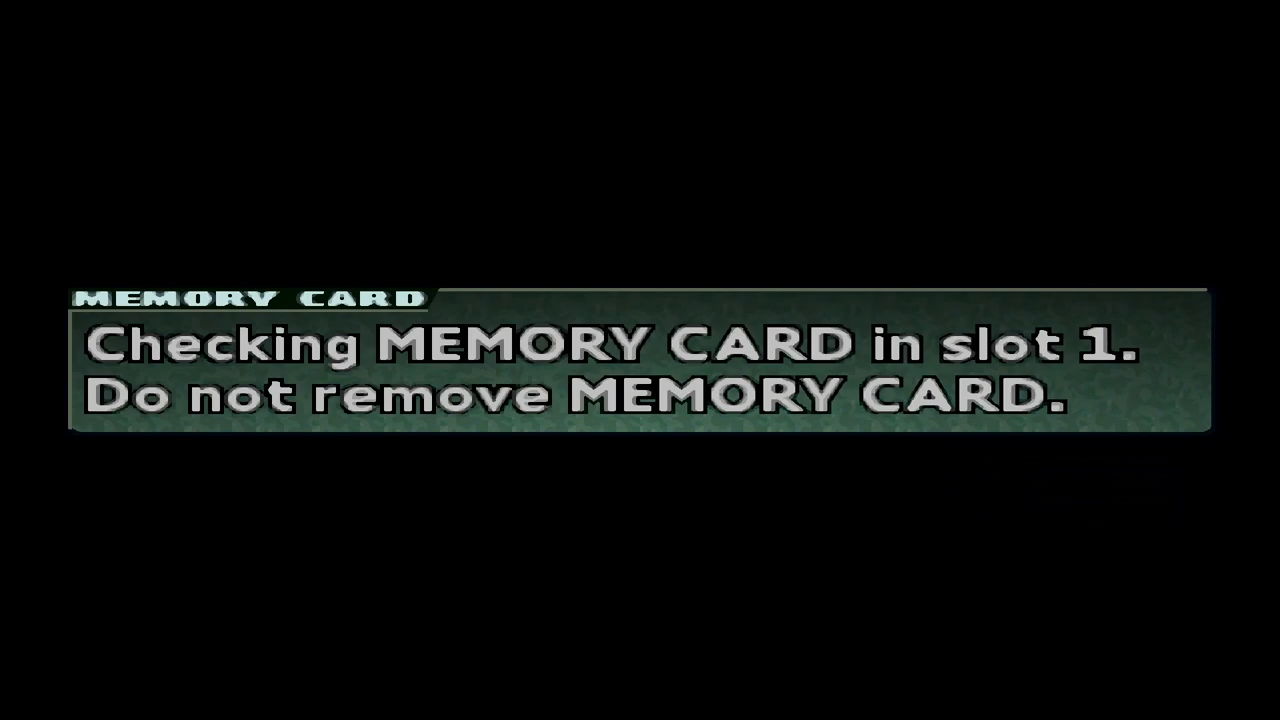 MEMORY CARD
Checking MEMORY CARD in slot 1.
Do not remove MEMORY CARD.